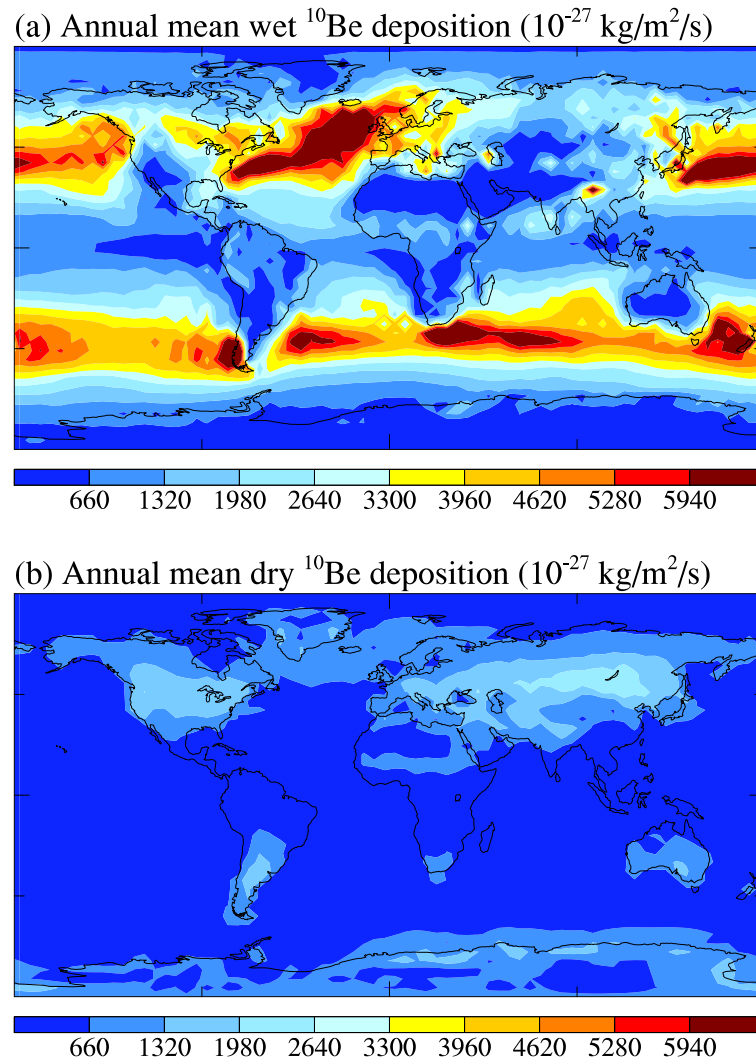 (a) Annual mean wet ¹⁰Be deposition (10⁻²⁷ kg/m²/s)
660 1320 1980 2640 3300 3960 4620 5280 5940
(b) Annual mean dry ¹⁰Be deposition (10⁻²⁷ kg/m²/s)
660 1320 1980 2640 3300 3960 4620 5280 5940